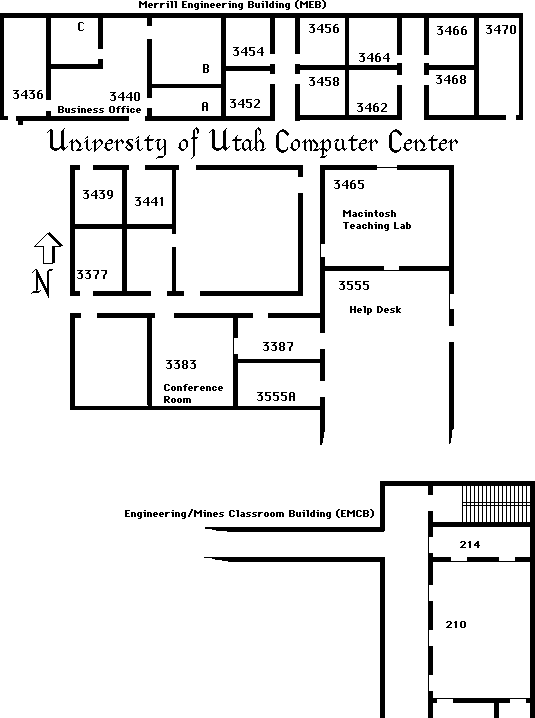 Merrill Engineering Building (MEB)
C
3436
3440
Business Office
B
A
3454
3452
3456
3458
3464
3462
3466
3468
3470
University of Utah Computer Center
3439
3441
3377
N
3465
Macintosh
Teaching Lab
3555
Help Desk
3383
Conference
Room
3387
3555A
Engineering/Mines Classroom Building (EMCB)
214
210